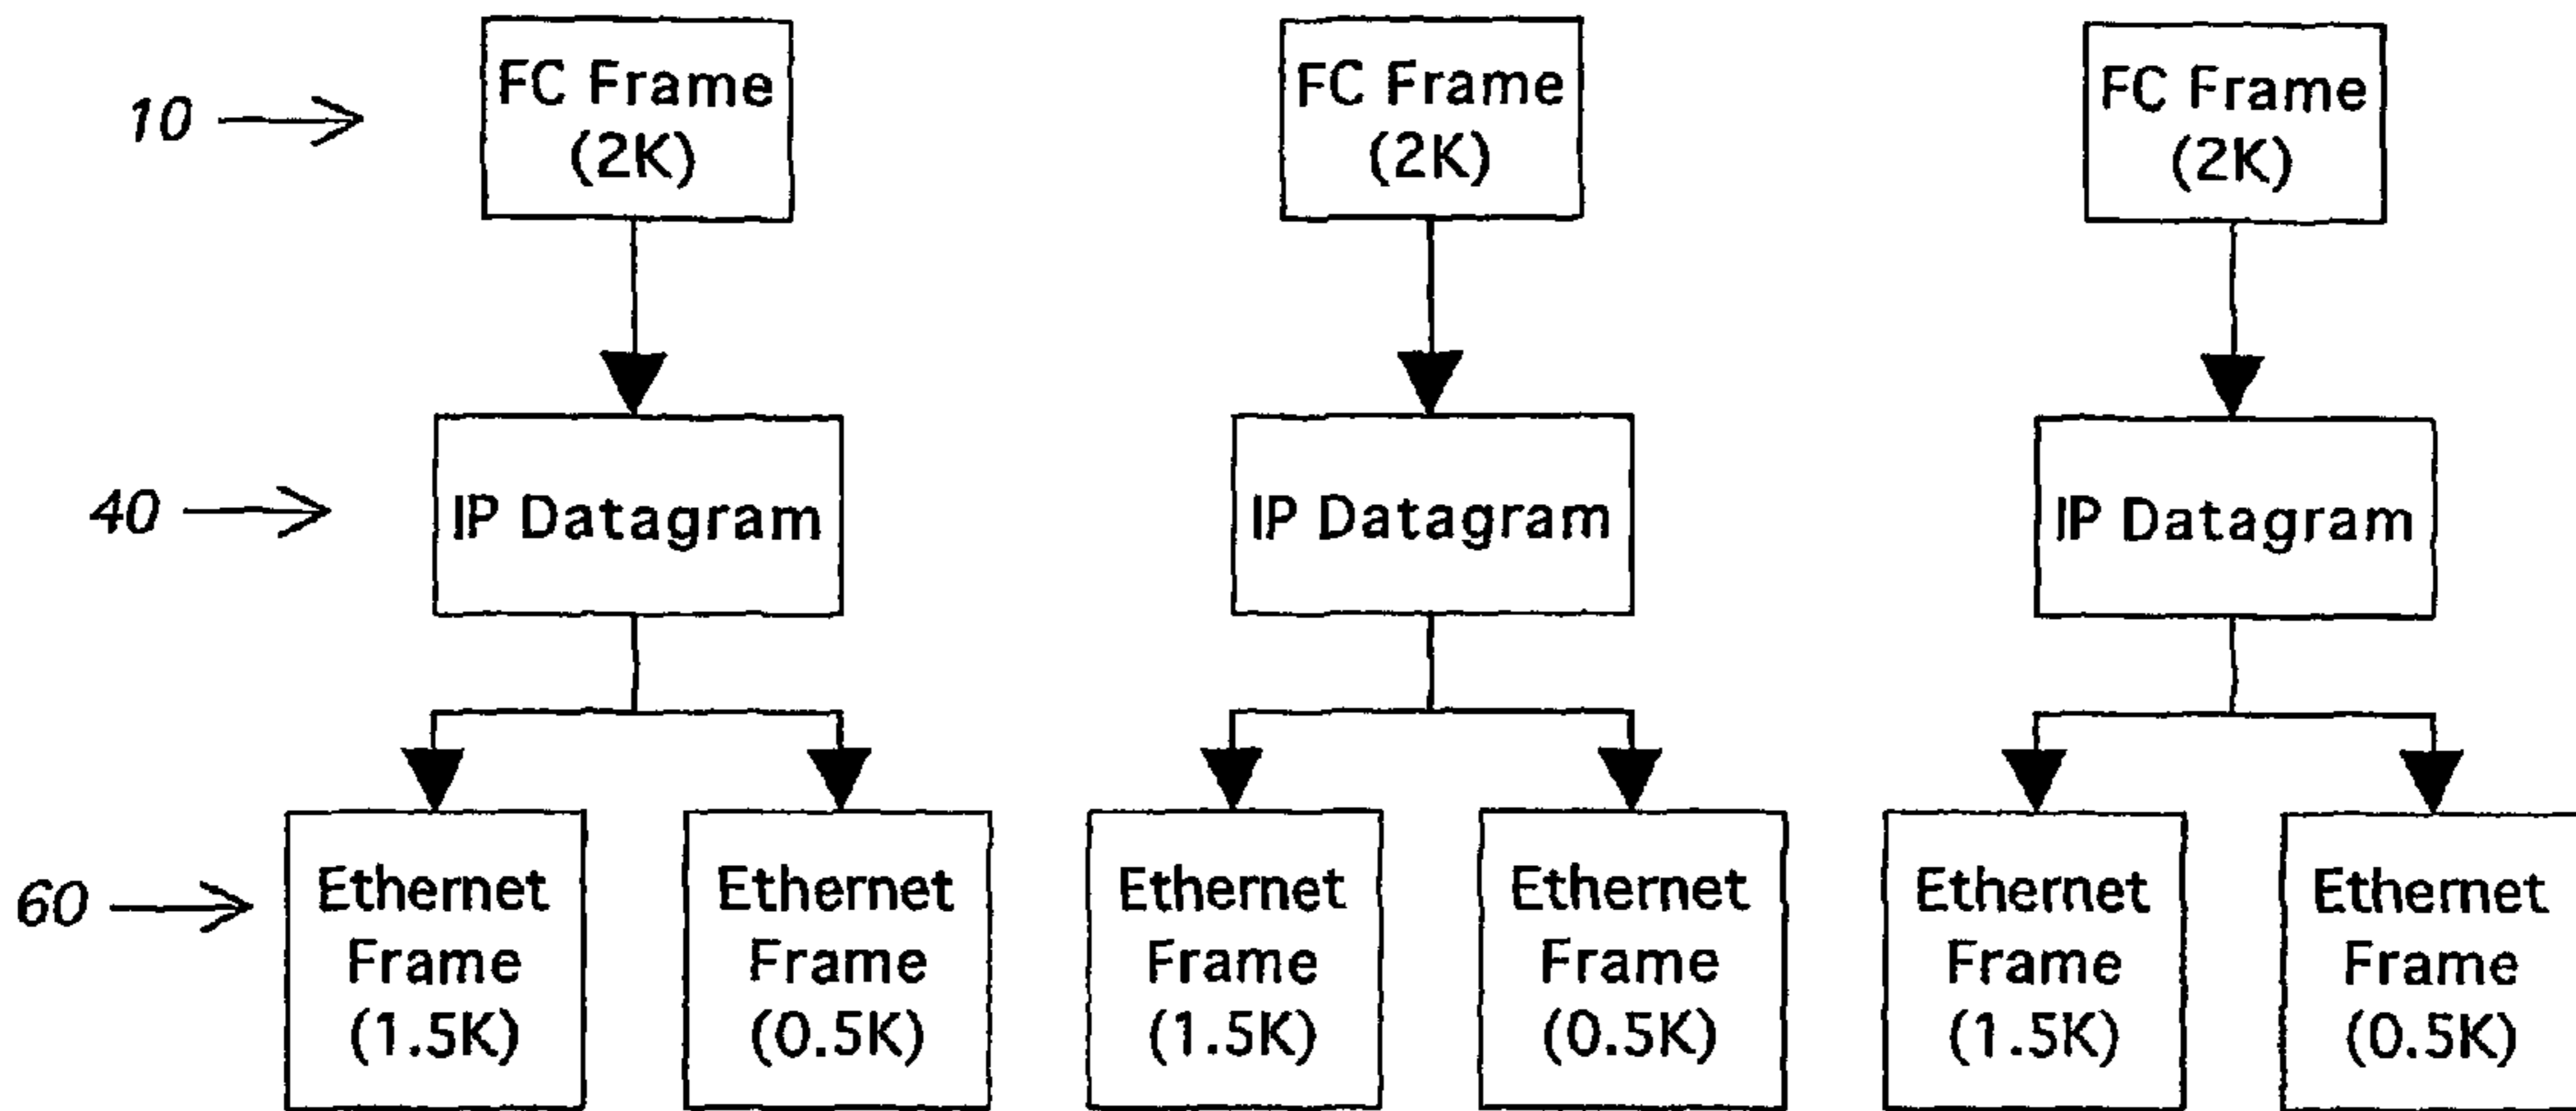 10
FC Frame
(2K)
FC Frame
(2K)
FC Frame
(2K)
40
IP Datagram
IP Datagram
IP Datagram
60
Ethernet
Frame
(1.5K)
Ethernet
Frame
(0.5K)
Ethernet
Frame
(1.5K)
Ethernet
Frame
(0.5K)
Ethernet
Frame
(1.5K)
Ethernet
Frame
(0.5K)